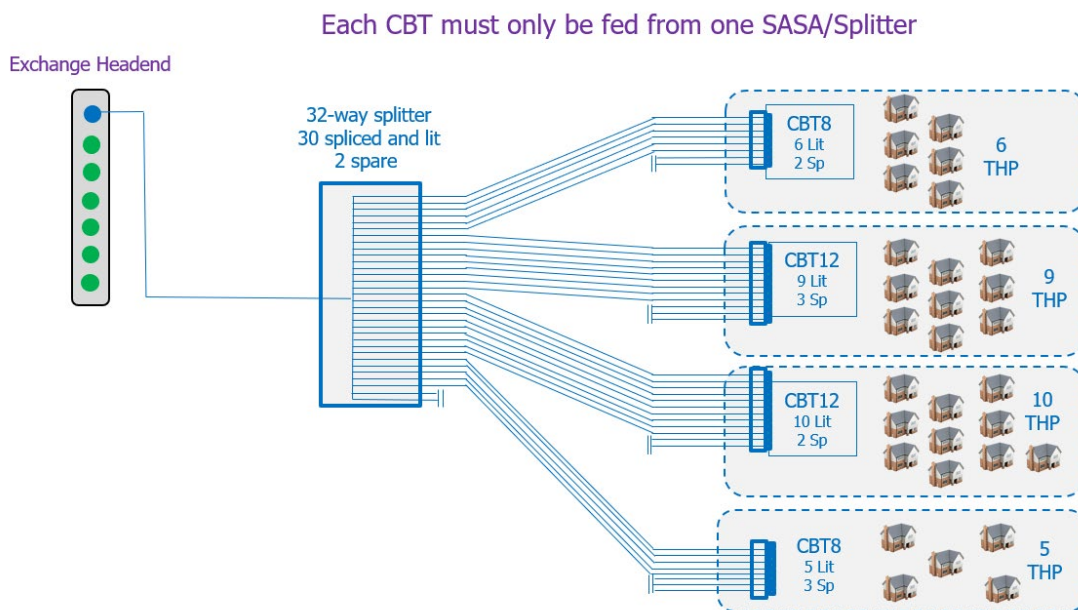 Each CBT must only be fed from one SASA/Splitter
Exchange Headend
32-way splitter
30 spliced and lit
2 spare
CBT8
6 Lit
2 Sp
6
THP
CBT12
9 Lit
3 Sp
9
THP
CBT12
10 Lit
2 Sp
10
THP
CBT8
5 Lit
3 Sp
5
THP